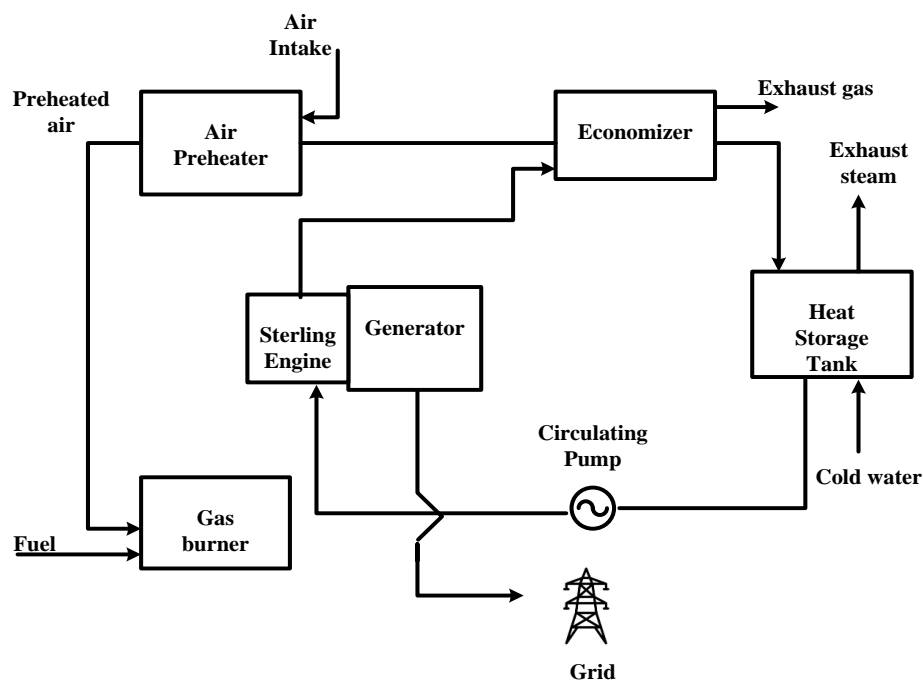 Air
Intake
Preheated
air
Air
Preheater
Economizer
Exhaust gas
Exhaust
steam
Sterling
Engine
Generator
Heat
Storage
Tank
Circulating
Pump
Cold water
Gas
burner
Fuel
Grid